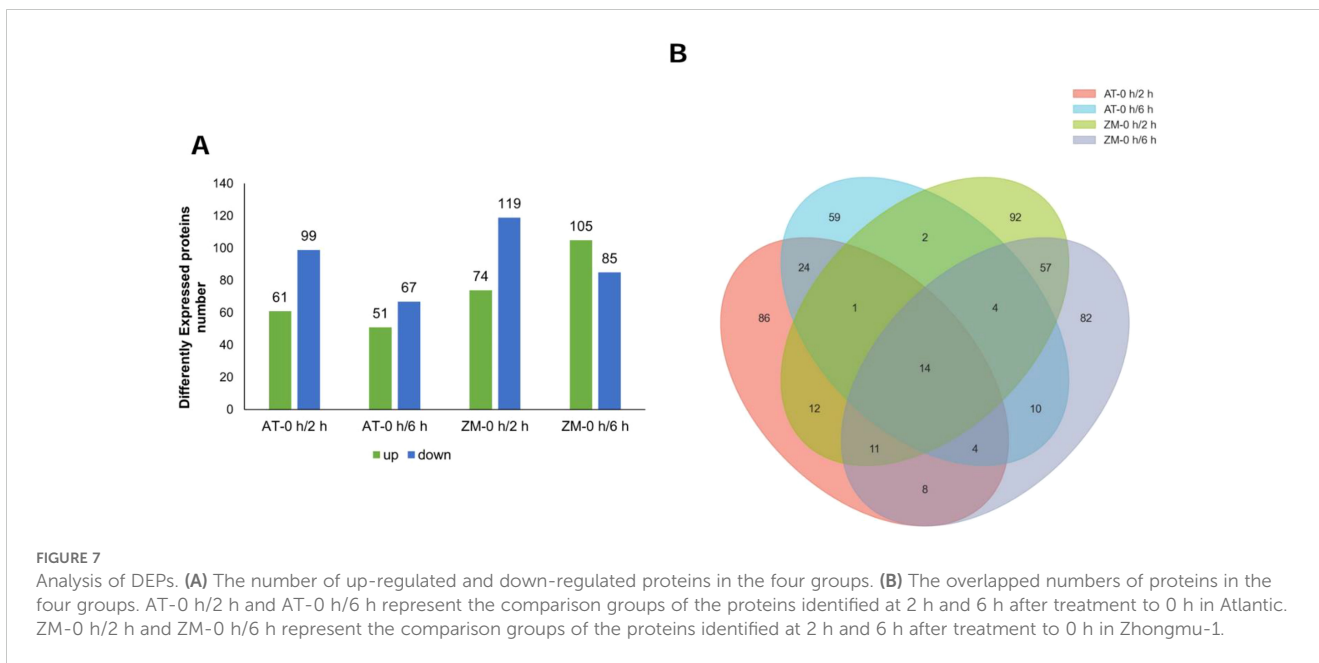 A
Differently Expressed proteins
number
140
120
100
80
60
40
20
0
61
99
51
67
74
119
105
85
AT-0 h/2 h
AT-0 h/6 h
ZM-0 h/2 h
ZM-0 h/6 h
up
down
B
AT-0 h/2 h
AT-0 h/6 h
ZM-0 h/2 h
ZM-0 h/6 h
59
2
92
24
57
86
1
4
82
14
12
10
11
4
8
FIGURE 7
Analysis of DEPs. (A) The number of up-regulated and down-regulated proteins in the four groups. (B) The overlapped numbers of proteins in the
four groups. AT-0 h/2 h and AT-0 h/6 h represent the comparison groups of the proteins identified at 2 h and 6 h after treatment to 0 h in Atlantic.
ZM-0 h/2 h and ZM-0 h/6 h represent the comparison groups of the proteins identified at 2 h and 6 h after treatment to 0 h in Zhongmu-1.